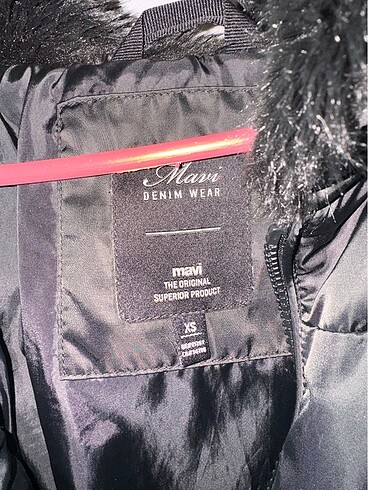 Mavi
DENIM WEAR
mavi
THE ORIGINAL
SUPERIOR PRODUCT
XS